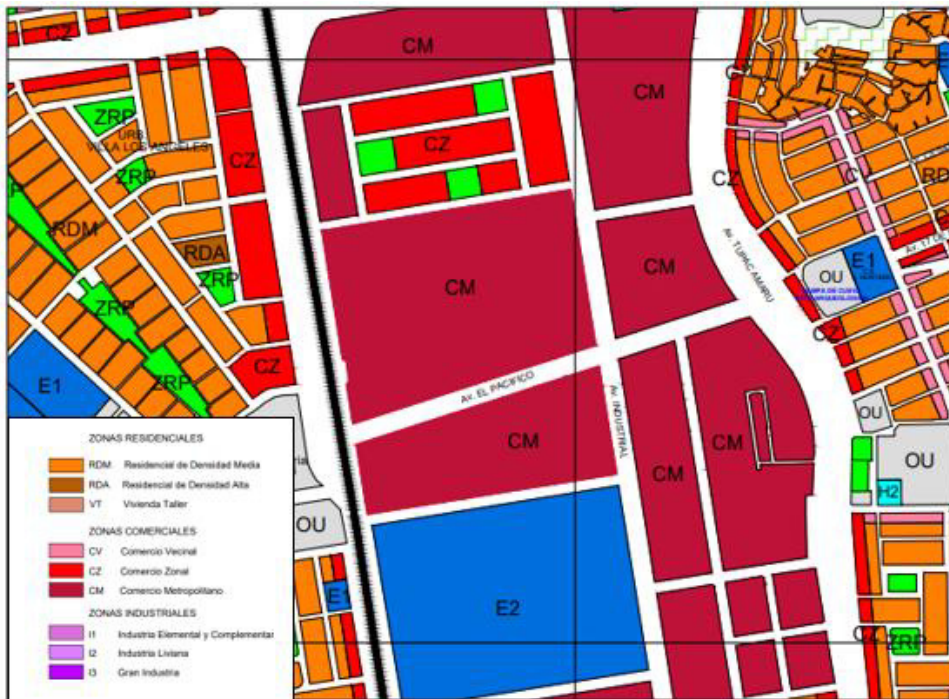 CZ
CM
CM
CZ
ZRP
URB.
VILLA LOS ANGELES
CZ
CZ
ZRP
CZ
CV
RDM
RDA
ZRP
CM
CM
Av. TUPAC AMARU
OU
E1
ZRP
CZ
ZRP
CZ
E1
Av. EL PACIFICO
Av. INDUSTRIAL
CM
CM
CM
OU
OU
H2
OU
E1
E2
CZ
ZRP
ZONAS RESIDENCIALES
RDM Residencial de Densidad Media
RDA Residencial de Densidad Alta
VT Vivienda Taller
ZONAS COMERCIALES
CV Comercio Vecinal
CZ Comercio Zonal
CM Comercio Metropolitano
ZONAS INDUSTRIALES
I1 Industria Elemental y Complementar
I2 Industria Liviana
I3 Gran Industria